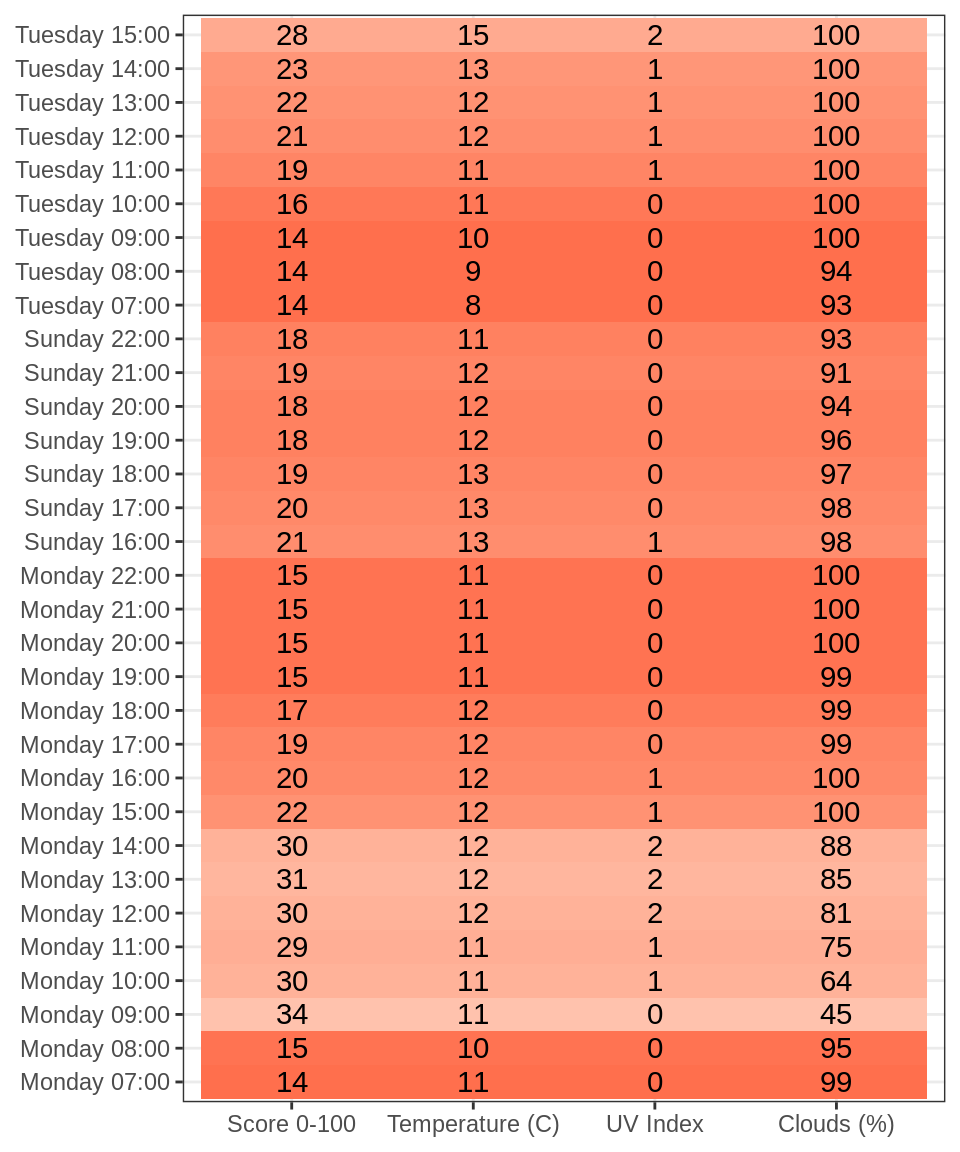 Tuesday 15:00 28 15 2 100
Tuesday 14:00 23 13 1 100
Tuesday 13:00 22 12 1 100
Tuesday 12:00 21 12 1 100
Tuesday 11:00 19 11 1 100
Tuesday 10:00 16 11 0 100
Tuesday 09:00 14 10 0 100
Tuesday 08:00 14 9 0 94
Tuesday 07:00 14 8 0 93
Sunday 22:00 18 11 0 93
Sunday 21:00 19 12 0 91
Sunday 20:00 18 12 0 94
Sunday 19:00 18 12 0 96
Sunday 18:00 19 13 0 97
Sunday 17:00 20 13 0 98
Sunday 16:00 21 13 1 98
Monday 22:00 15 11 0 100
Monday 21:00 15 11 0 100
Monday 20:00 15 11 0 100
Monday 19:00 15 11 0 99
Monday 18:00 17 12 0 99
Monday 17:00 19 12 0 99
Monday 16:00 20 12 1 100
Monday 15:00 22 12 1 100
Monday 14:00 30 12 2 88
Monday 13:00 31 12 2 85
Monday 12:00 30 12 2 81
Monday 11:00 29 11 1 75
Monday 10:00 30 11 1 64
Monday 09:00 34 11 0 45
Monday 08:00 15 10 0 95
Monday 07:00 14 11 0 99
Score 0-100 Temperature (C) UV Index Clouds (%)